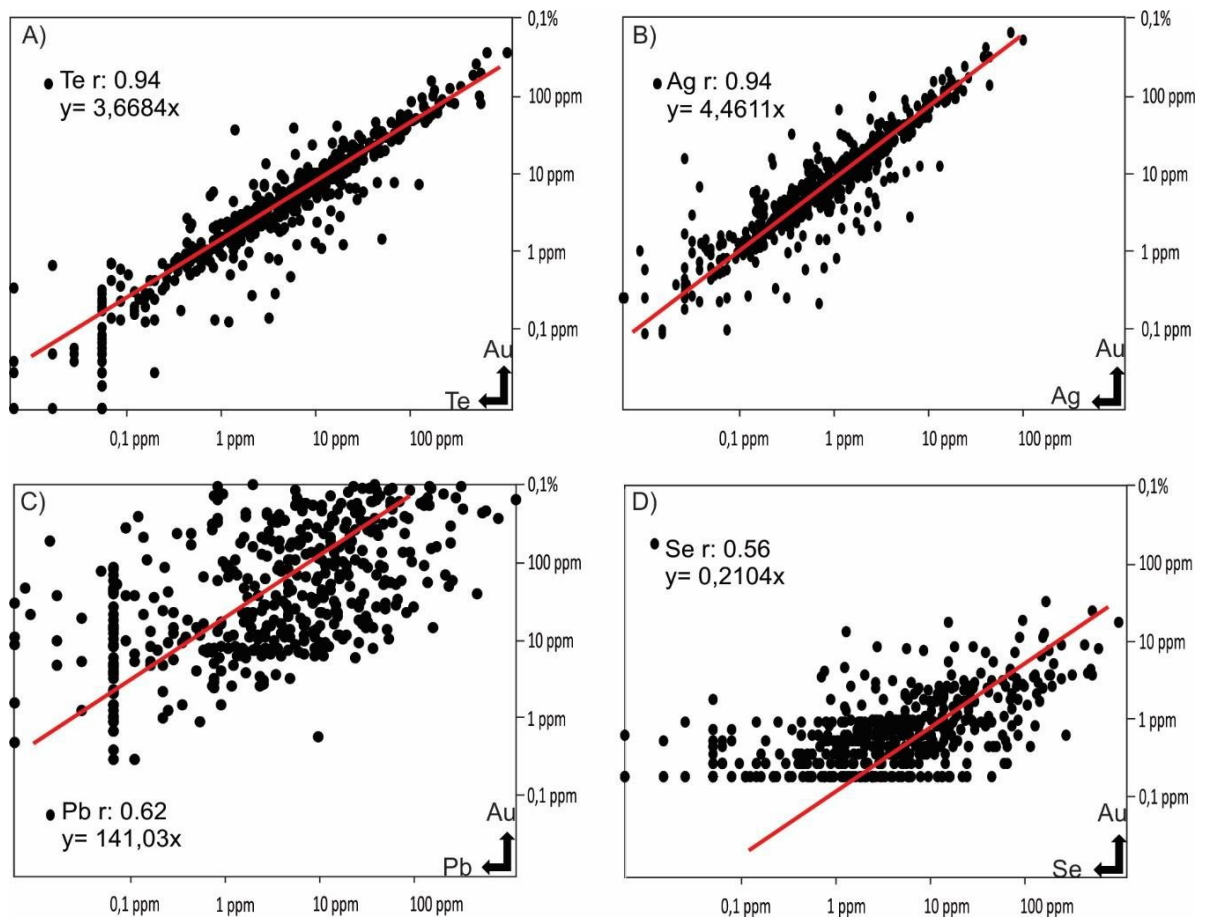 A)
Te r: 0.94
y= 3,6684x
0,1%
100 ppm
10 ppm
1 ppm
0,1 ppm
Au
Te
0,1 ppm 1 ppm 10 ppm 100 ppm
B)
Ag r: 0.94
y= 4,4611x
0,1%
100 ppm
10 ppm
1 ppm
0,1 ppm
Au
Ag
0,1 ppm 1 ppm 10 ppm 100 ppm
C)
0,1%
100 ppm
10 ppm
1 ppm
0,1 ppm
Pb r: 0.62
y= 141,03x
Au
Pb
0,1 ppm 1 ppm 10 ppm 100 ppm
D)
Se r: 0.56
y= 0,2104x
0,1%
100 ppm
10 ppm
1 ppm
0,1 ppm
Au
Se
0,1 ppm 1 ppm 10 ppm 100 ppm